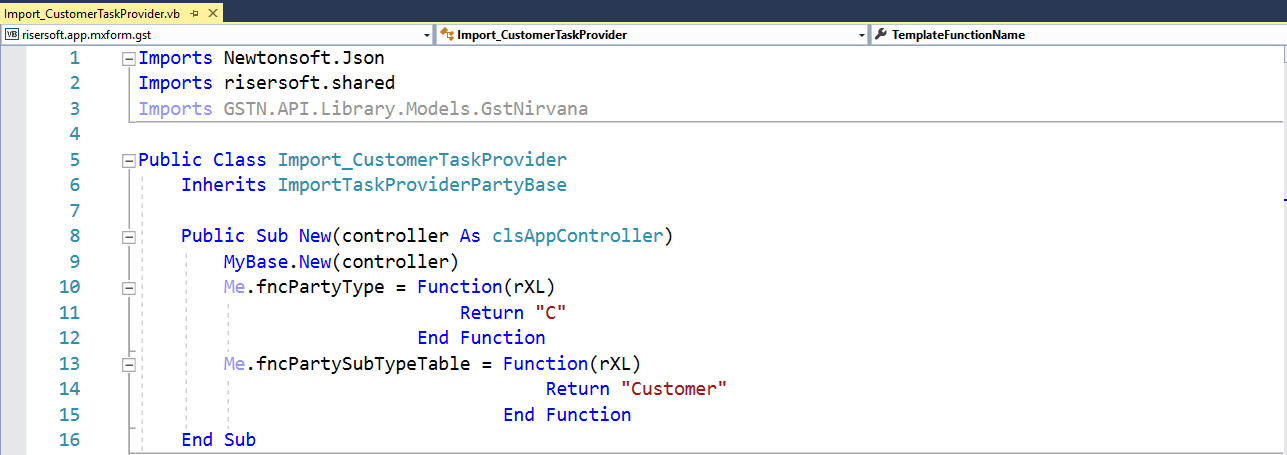 Import_CustomerTaskProvider.vb
VB risersoft.app.mxform.gst Import_CustomerTaskProvider TemplateFunctionName
1 Imports Newtonsoft.Json
2 Imports risersoft.shared
3 Imports GSTN.API.Library.Models.GstNirvana
4
5 Public Class Import_CustomerTaskProvider
6 Inherits ImportTaskProviderPartyBase
7
8 Public Sub New(controller As clsAppController)
9 MyBase.New(controller)
10 Me.fncPartyType = Function(rXL)
11 Return "C"
12 End Function
13 Me.fncPartySubTypeTable = Function(rXL)
14 Return "Customer"
15 End Function
16 End Sub